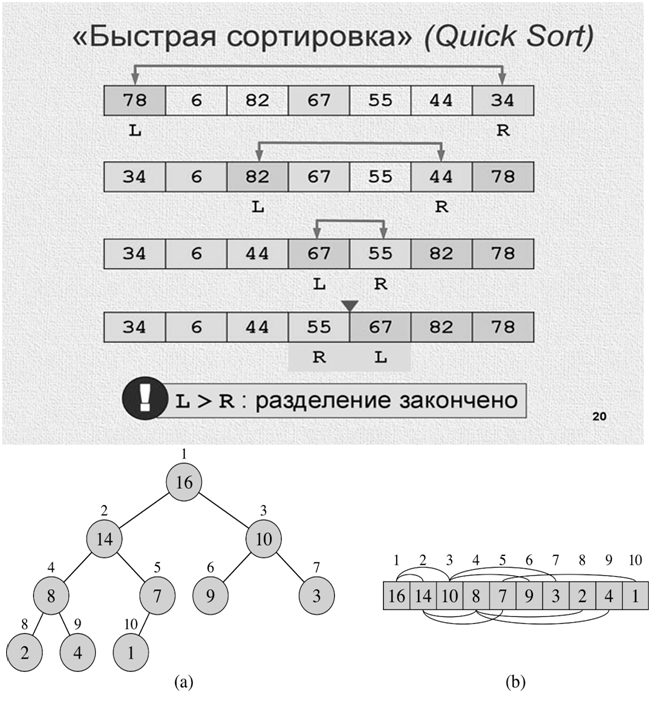 «Быстрая сортировка» (Quick Sort)
78 6 82 67 55 44 34
L R
34 6 82 67 55 44 78
L R
34 6 44 67 55 82 78
L R
34 6 44 55 67 82 78
R L
! L > R : разделение закончено
20
1
16
2 3
14 10
4 5 6 7
8 7 9 3
8 9 10
2 4 1
(a)
1 2 3 4 5 6 7 8 9 10
16 14 10 8 7 9 3 2 4 1
(b)